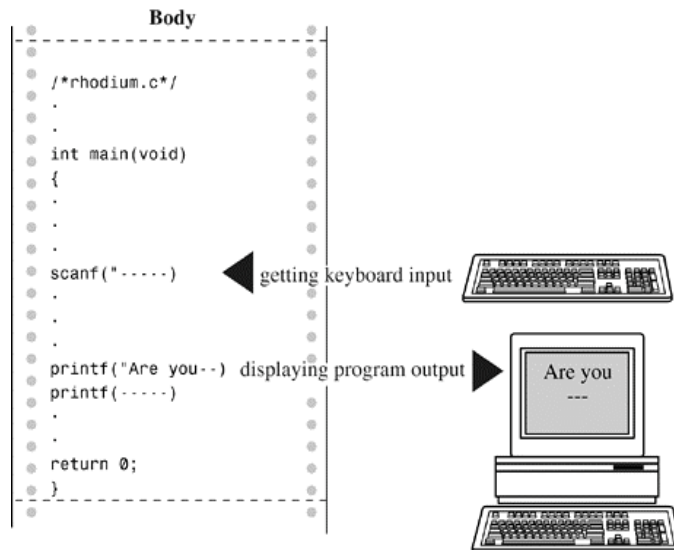 Body
/*rhodium.c*/
.
.
int main(void)
{
.
.
.
scanf("-----)
getting keyboard input
.
.
.
printf("Are you--)
displaying program output
printf(-----)
.
.
return 0;
}
Are you
---